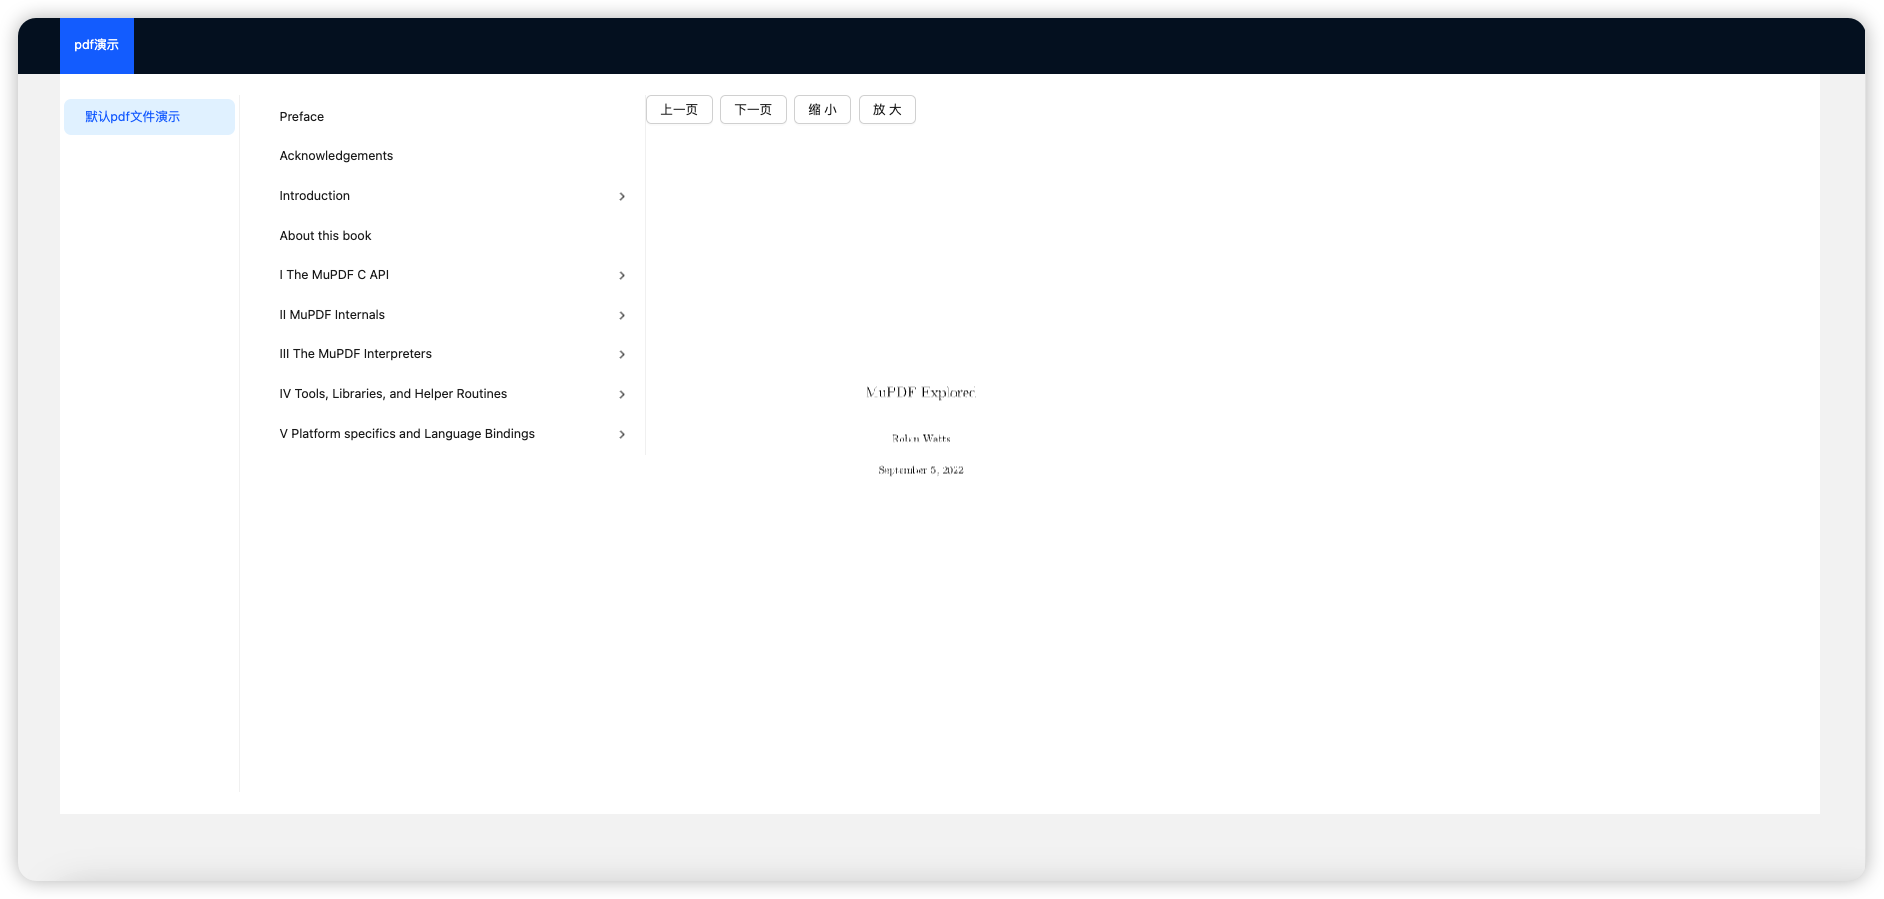 pdf演示
默认pdf文件演示
Preface
Acknowledgements
Introduction
About this book
I The MuPDF C API
II MuPDF Internals
III The MuPDF Interpreters
IV Tools, Libraries, and Helper Routines
V Platform specifics and Language Bindings
上一页 下一页 缩 小 放 大
MuPDF Explored
Robin Watts
September 5, 2022